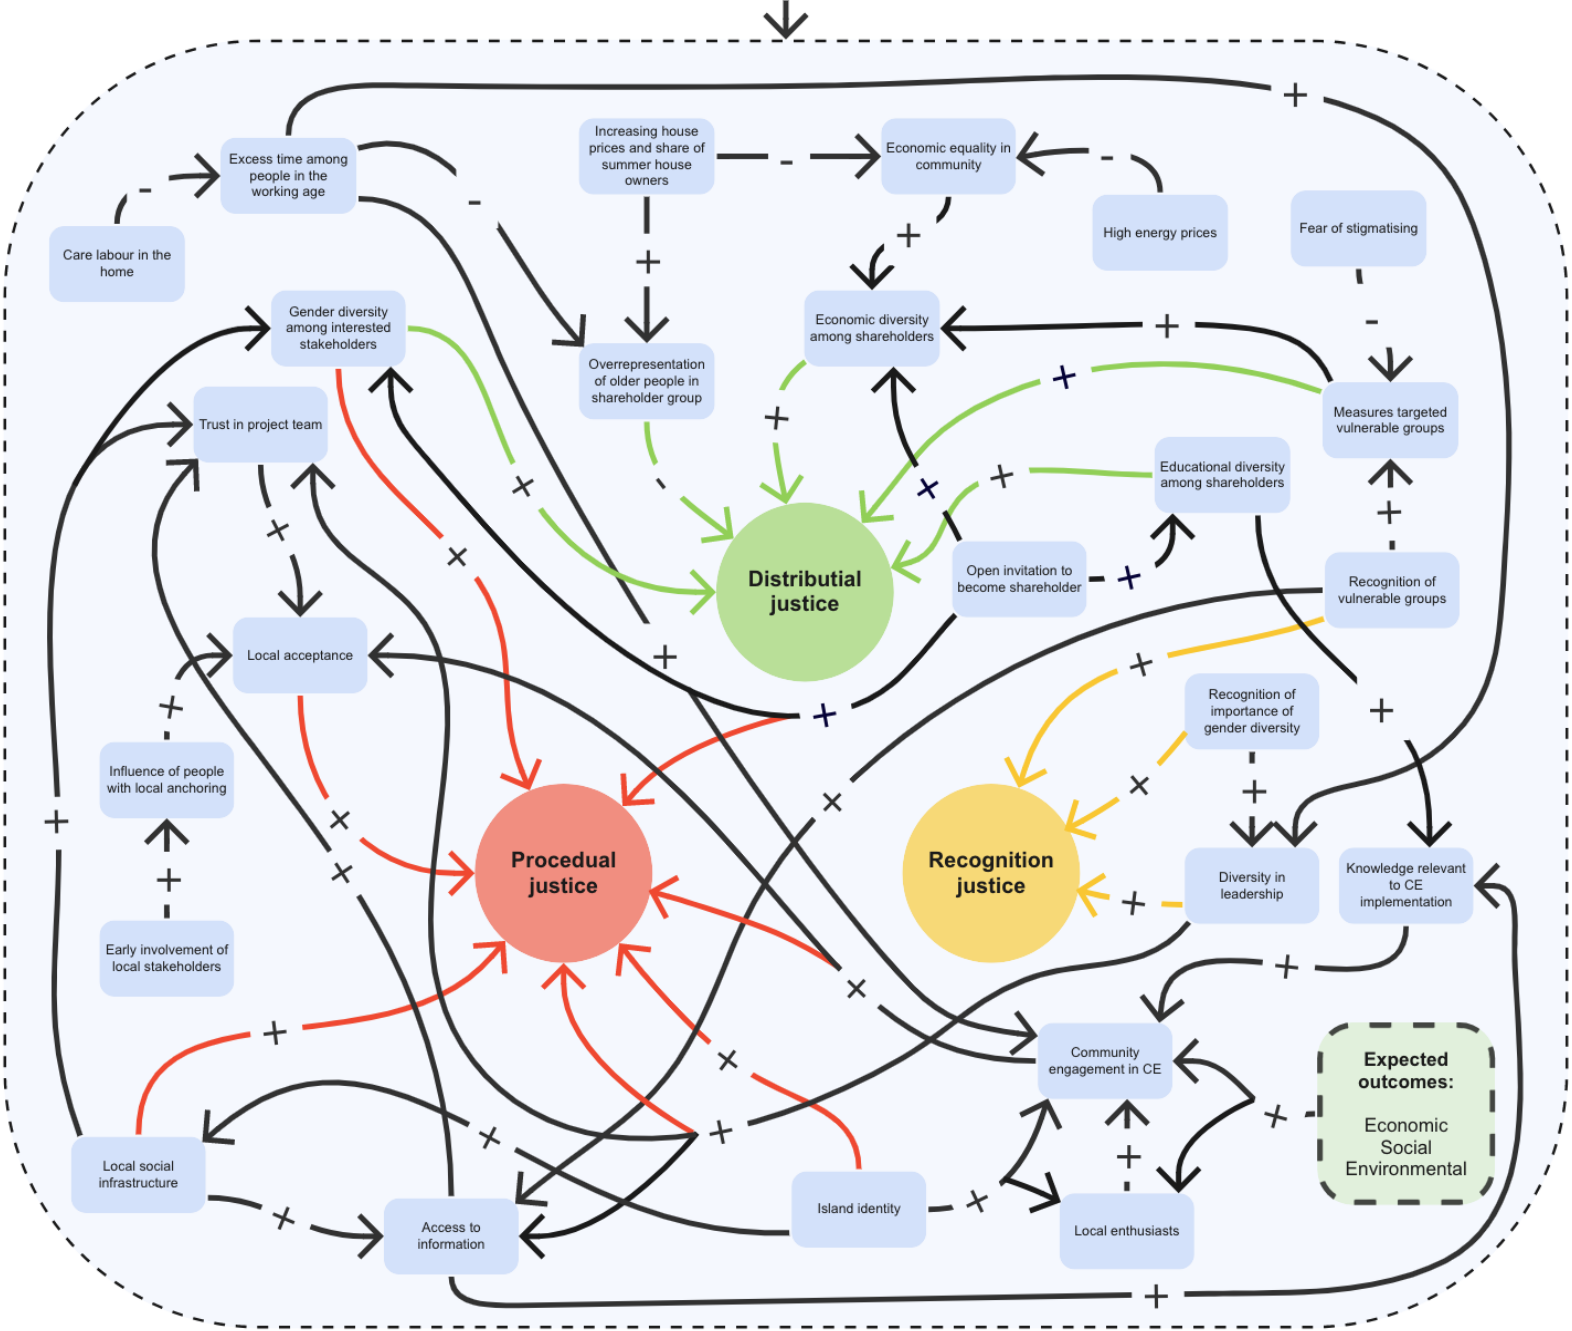 Increasing house
prices and share of
summer house
owners
Economic equality in
community
Excess time among
people in the
working age
High energy prices
Fear of stigmatising
Care labour in the
home
Gender diversity
among interested
stakeholders
Economic diversity
among shareholders
Overrepresentation
of older people in
shareholder group
Measures targeted
vulnerable groups
Trust in project team
Educational diversity
among shareholders
Distributial
justice
Open invitation to
become shareholder
Recognition of
vulnerable groups
Local acceptance
Recognition of
importance of
gender diversity
Influence of people
with local anchoring
Procedual
justice
Recognition
justice
Diversity in
leadership
Knowledge relevant
to CE
implementation
Early involvement of
local stakeholders
Community
engagement in CE
Expected
outcomes:
Economic
Social
Environmental
Local social
infrastructure
Island identity
Access to
information
Local enthusiasts